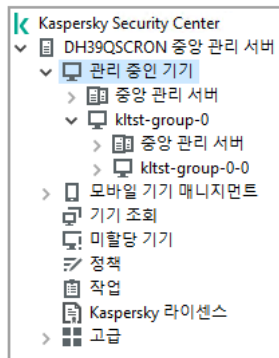 Kaspersky Security Center
DH39QSCRON 중앙 관리 서버
관리 중인 기기
중앙 관리 서버
kltst-group-0
중앙 관리 서버
kltst-group-0-0
모바일 기기 매니지먼트
기기 조회
미할당 기기
정책
작업
Kaspersky 라이센스
고급